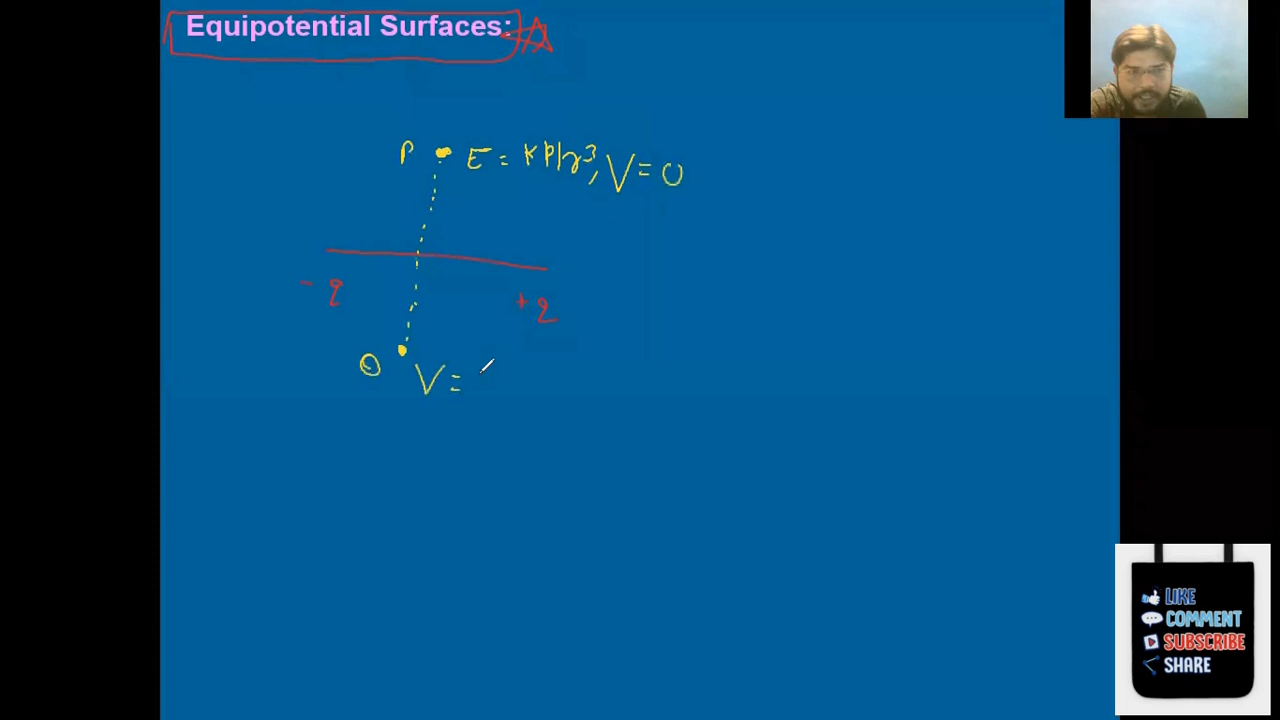 Equipotential Surfaces:
P E = KP/r³, V = 0
- q
+ q
Q V =
LIKE
COMMENT
SUBSCRIBE
SHARE